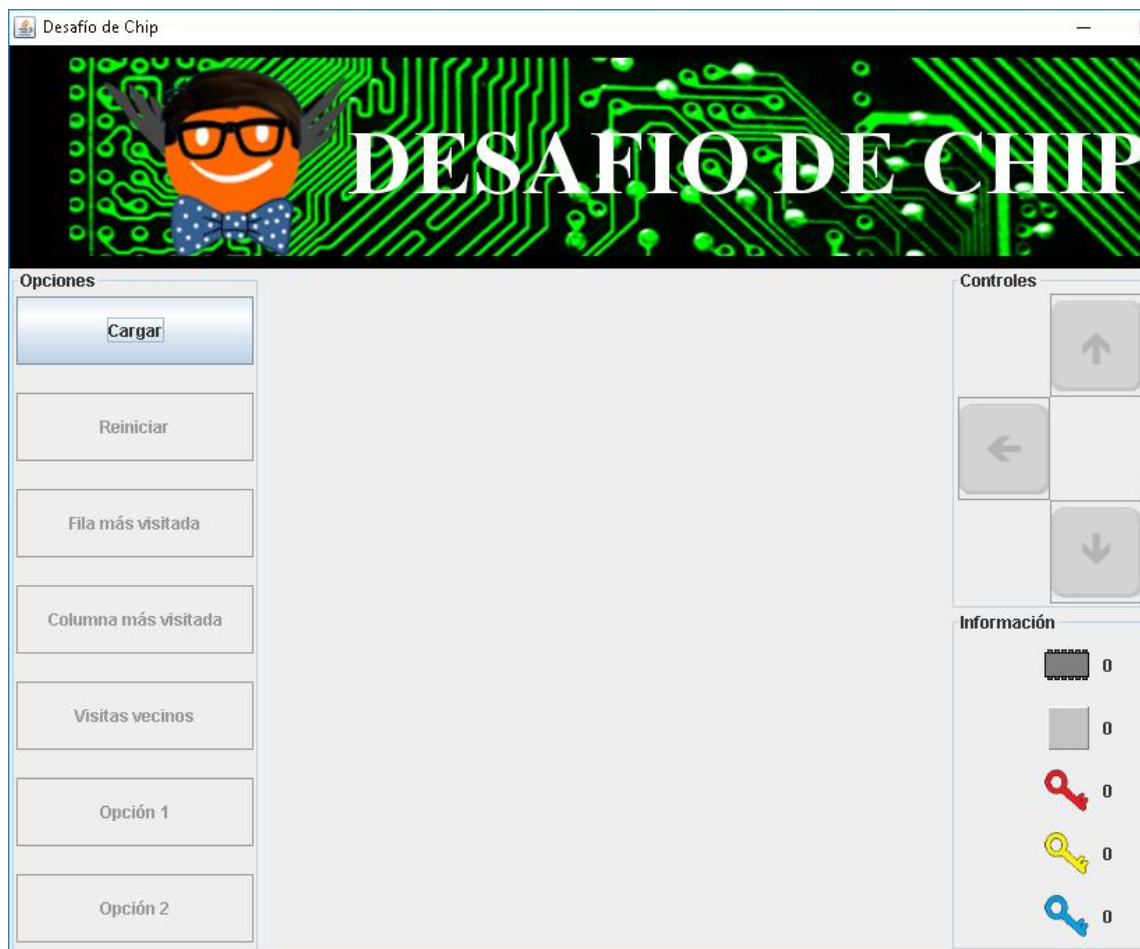 Desafío de Chip
DESAFIO DE CHIP
Opciones
Cargar
Reiniciar
Fila más visitada
Columna más visitada
Visitas vecinos
Opción 1
Opción 2
Controles
Información
0
0
0
0
0